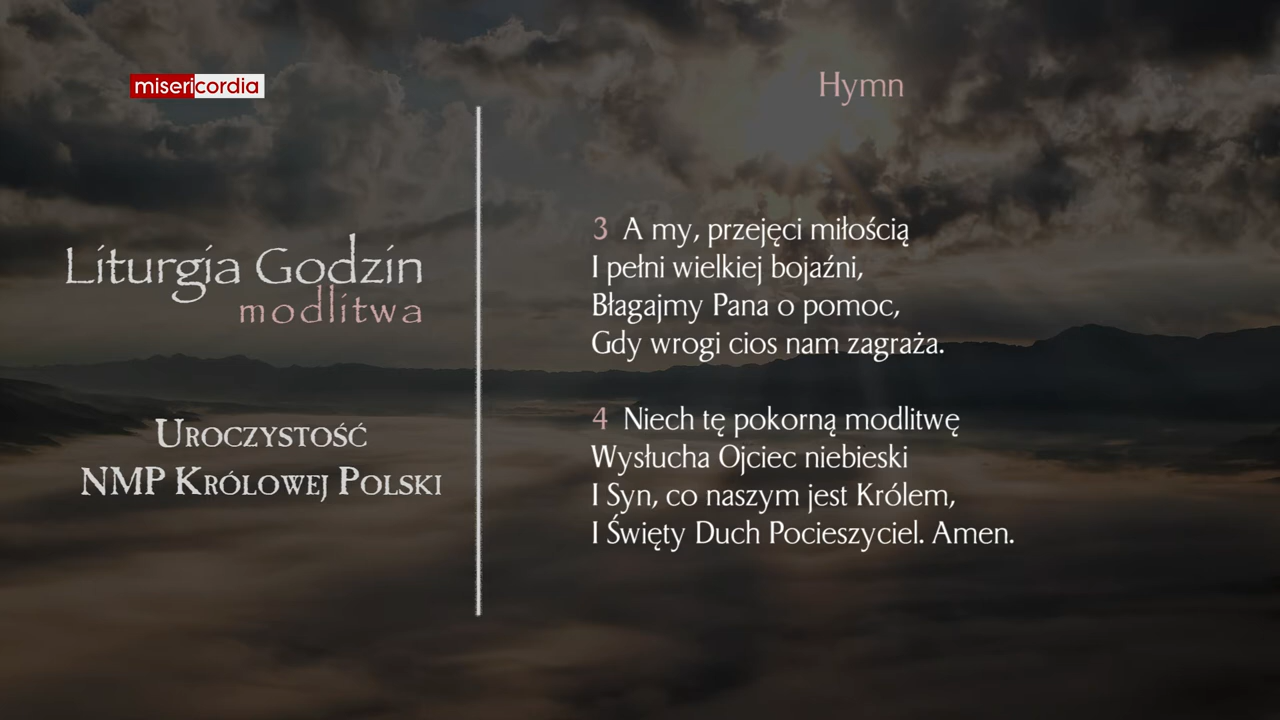 misericordia
Liturgia Godzin
modlitwa
Uroczystość
NMP Królowej Polski
Hymn
3 A my, przejęci miłością
I pełni wielkiej bojaźni,
Błagajmy Pana o pomoc,
Gdy wrogi cios nam zagraża.
4 Niech tę pokorną modlitwę
Wysłucha Ojciec niebieski
I Syn, co naszym jest Królem,
I Święty Duch Pocieszyciel. Amen.